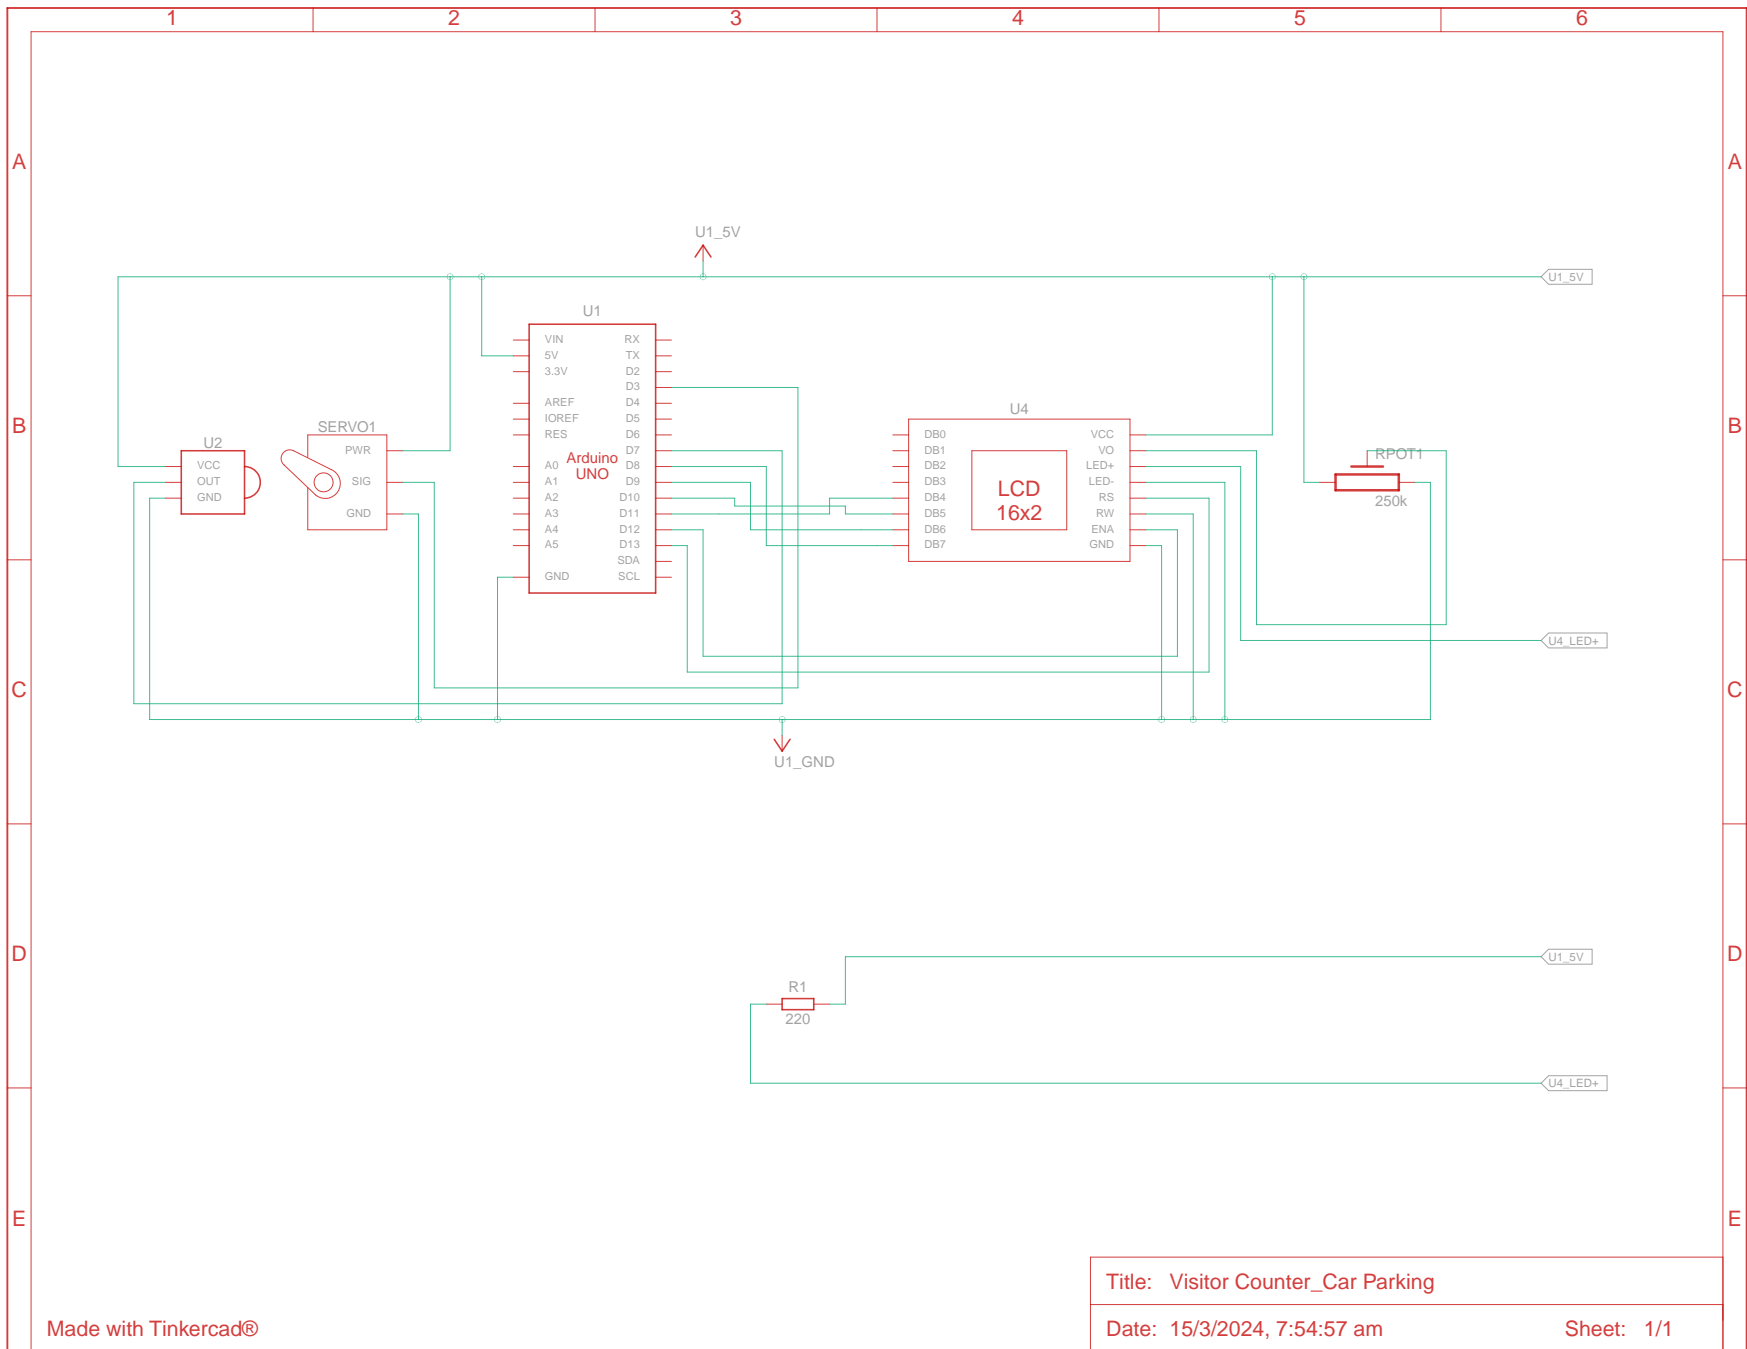 1 2 3 4 5 6
A A
U1_5V
U1_5V
B B
U1
VIN RX
5V TX
3.3V D2
D3
AREF D4
IOREF D5
RES D6
D7
A0 D8
A1 D9
A2 D10
A3 D11
A4 D12
A5 D13
SDA
GND SCL
Arduino
UNO
U2
VCC
OUT
GND
SERVO1
PWR
SIG
GND
U4
DB0 VCC
DB1 VO
DB2 LED+
DB3 LED-
DB4 RS
DB5 RW
DB6 ENA
DB7 GND
LCD
16x2
RPOT1
250k
U4_LED+
C C
U1_GND
D D
U1_5V
R1
220
U4_LED+
E E
Title: Visitor Counter_Car Parking
Made with Tinkercad®
Date: 15/3/2024, 7:54:57 am Sheet: 1/1